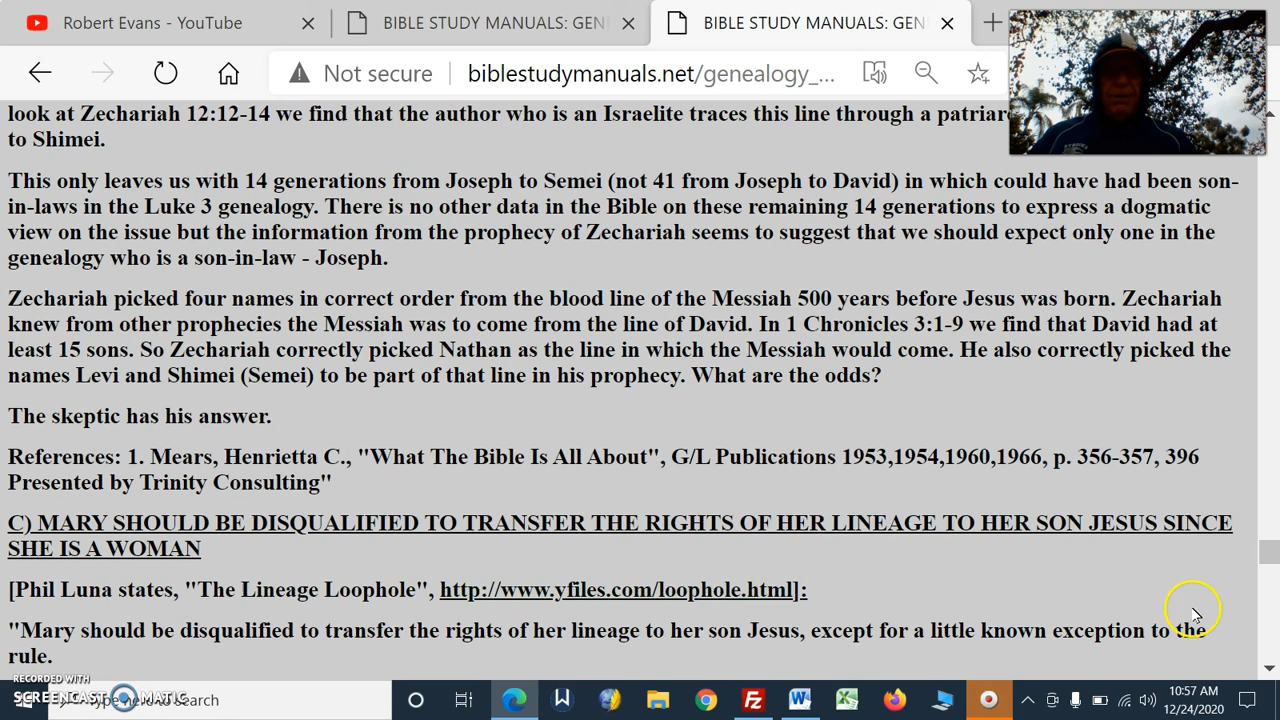 Robert Evans - YouTube
BIBLE STUDY MANUALS: GEN
BIBLE STUDY MANUALS: GEN
Not secure
biblestudymanuals.net/genealogy_...
look at Zechariah 12:12-14 we find that the author who is an Israelite traces this line through a
to Shimei.
This only leaves us with 14 generations from Joseph to Semei (not 41 from Joseph to David) in which could have had been son-
in-laws in the Luke 3 genealogy. There is no other data in the Bible on these remaining 14 generations to express a dogmatic
view on the issue but the information from the prophecy of Zechariah seems to suggest that we should expect only one in the
genealogy who is a son-in-law - Joseph.
Zechariah picked four names in correct order from the blood line of the Messiah 500 years before Jesus was born. Zechariah
knew from other prophecies the Messiah was to come from the line of David. In 1 Chronicles 3:1-9 we find that David had at
least 15 sons. So Zechariah correctly picked Nathan as the line in which the Messiah would come. He also correctly picked the
names Levi and Shimei (Semei) to be part of that line in his prophecy. What are the odds?
The skeptic has his answer.
References: 1. Mears, Henrietta C., "What The Bible Is All About", G/L Publications 1953,1954,1960,1966, p. 356-357, 396
Presented by Trinity Consulting"
C) MARY SHOULD BE DISQUALIFIED TO TRANSFER THE RIGHTS OF HER LINEAGE TO HER SON JESUS SINCE
SHE IS A WOMAN
[Phil Luna states, "The Lineage Loophole", http://www.yfiles.com/loophole.html]:
"Mary should be disqualified to transfer the rights of her lineage to her son Jesus, except for a little known exception to the
rule.
RECORDED WITH
SCREENCAST MATIC
here to search
10:57 AM
12/24/2020